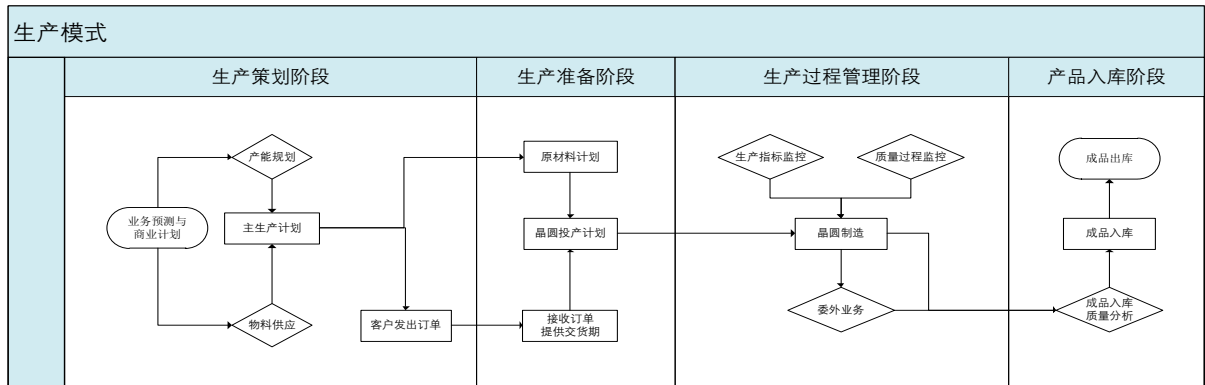 生产模式
生产策划阶段
生产准备阶段
生产过程管理阶段
产品入库阶段
产能规划
业务预测与
商业计划
主生产计划
物料供应
客户发出订单
原材料计划
晶圆投产计划
接收订单
提供交货期
生产指标监控
质量过程监控
晶圆制造
委外业务
成品出库
成品入库
成品入库
质量分析